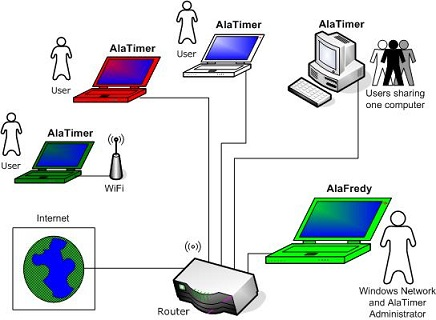 AlaTimer
User
AlaTimer
User
AlaTimer
Users sharing
one computer
AlaTimer
User
WiFi
AlaFredy
Internet
Windows Network
and AlaTimer
Administrator
Router